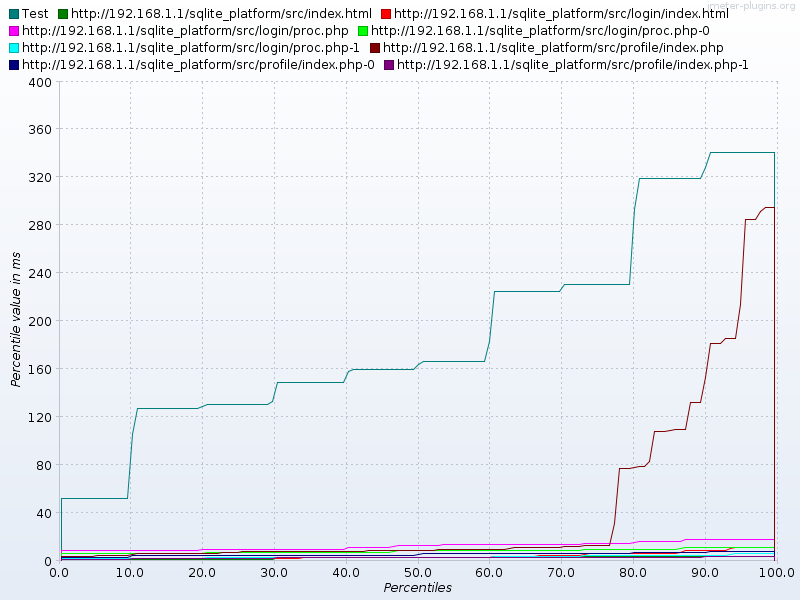 jmeter-plugins.org
Test http://192.168.1.1/sqlite_platform/src/index.html http://192.168.1.1/sqlite_platform/src/login/index.html
http://192.168.1.1/sqlite_platform/src/login/proc.php http://192.168.1.1/sqlite_platform/src/login/proc.php-0
http://192.168.1.1/sqlite_platform/src/login/proc.php-1 http://192.168.1.1/sqlite_platform/src/profile/index.php
http://192.168.1.1/sqlite_platform/src/profile/index.php-0 http://192.168.1.1/sqlite_platform/src/profile/index.php-1
400
360
320
280
240
200
160
120
80
40
0
Percentile value in ms
0.0 10.0 20.0 30.0 40.0 50.0 60.0 70.0 80.0 90.0 100.0
Percentiles